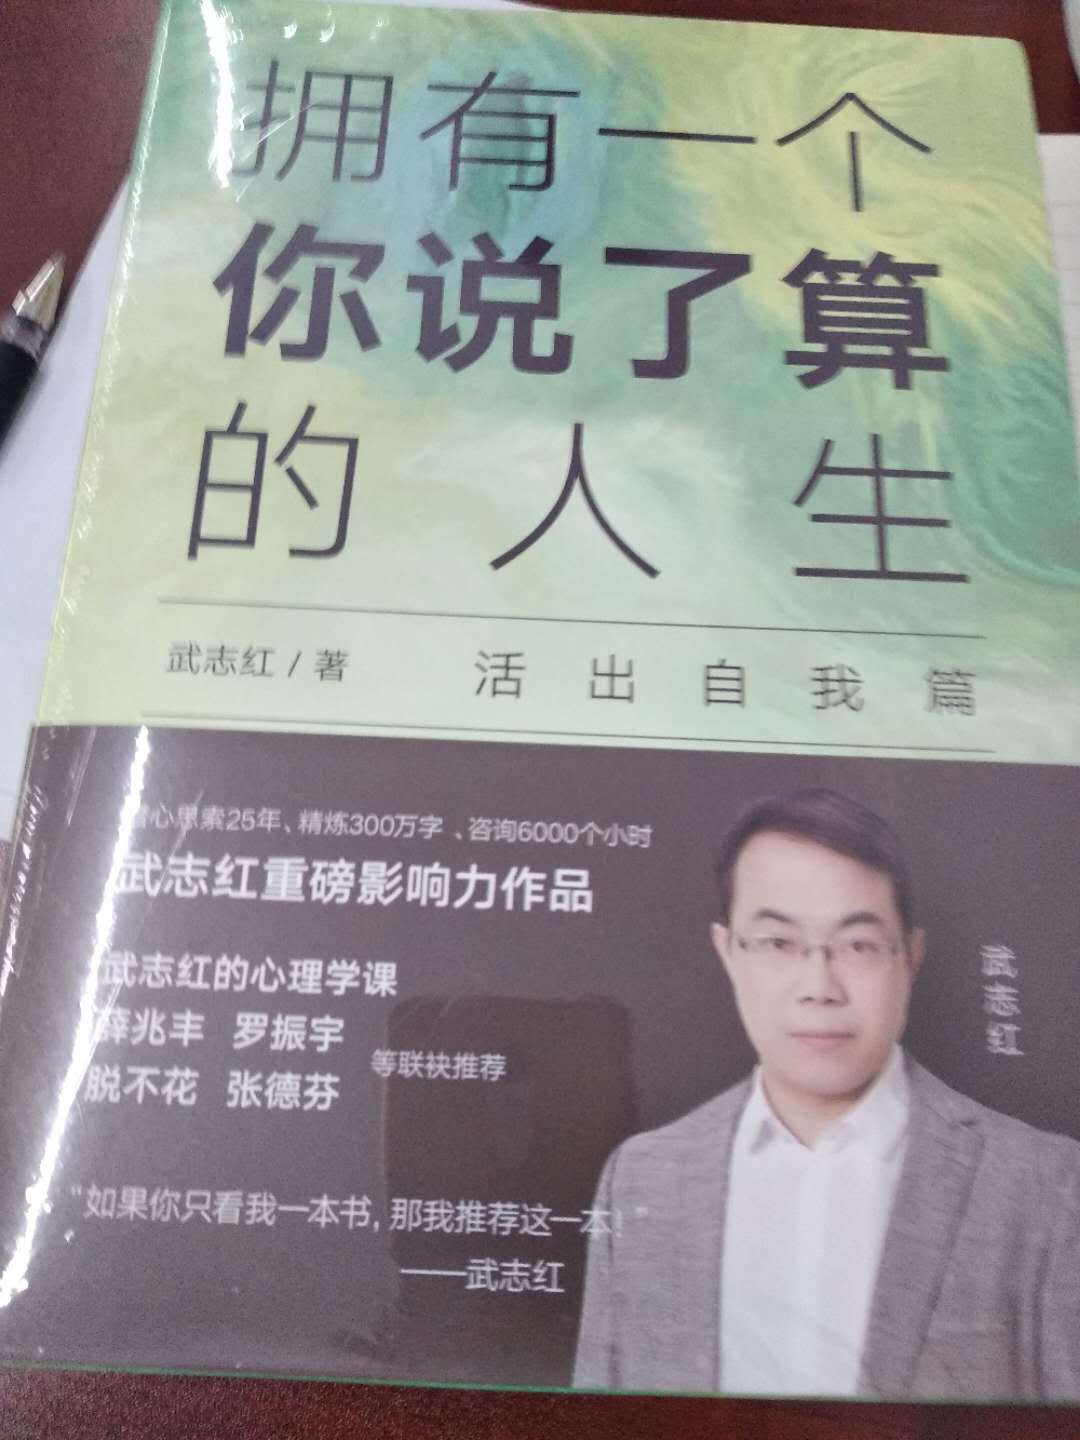 拥有一个
你说了算
的人生
武志红/著 活出自我篇
心思索25年、精炼300万字、咨询6000个小时
武志红重磅影响力作品
武志红的心理学课
薛兆丰 罗振宇
脱不花 张德芬
等联袂推荐
武志红
“如果你只看我一本书，那我推荐这一本！”
——武志红